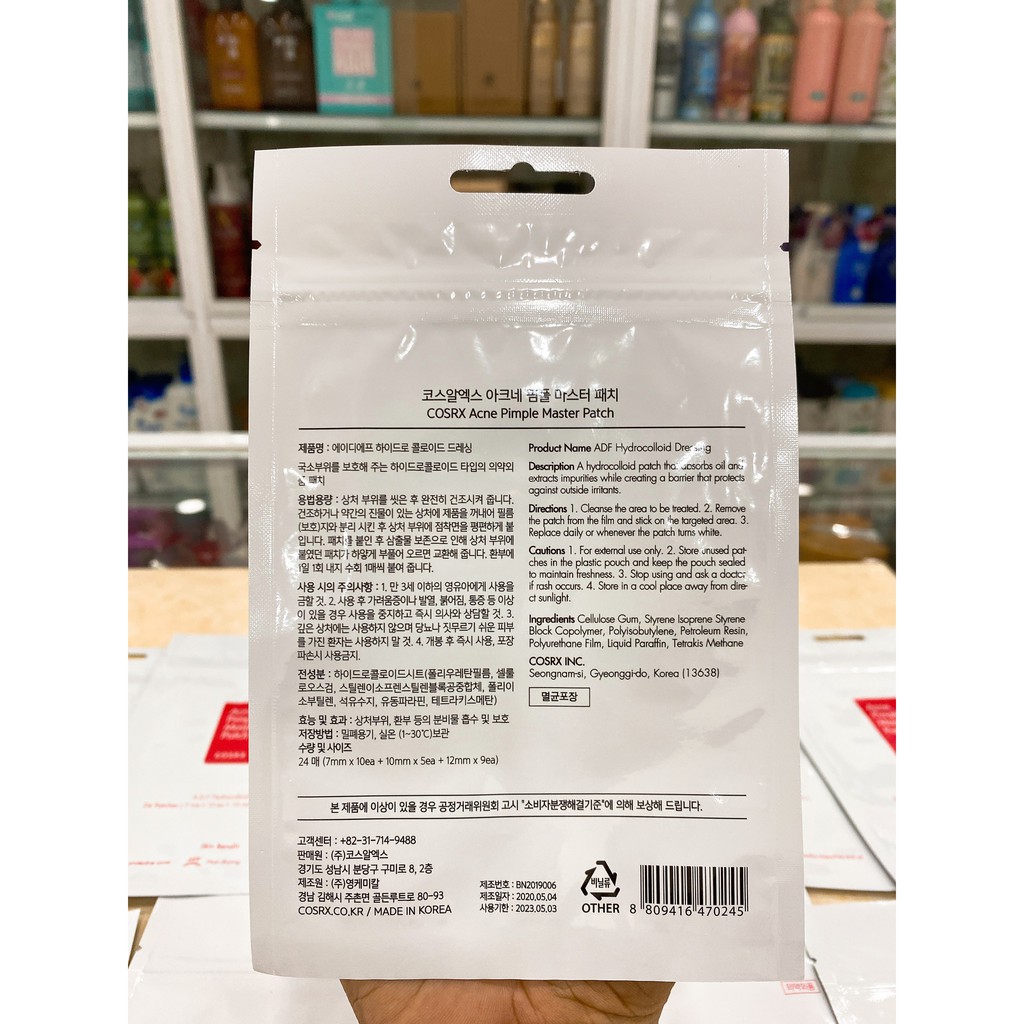 코스알엑스 아크네 핌플 마스터 패치
COSRX Acne Pimple Master Patch
제품명 : 에이디에프 하이드로 콜로이드 드레싱
국소부위를 보호해 주는 하이드로콜로이드 타입의 의약외
품 패치
용법용량 : 상처 부위를 씻은 후 완전히 건조시켜 줍니다.
건조하거나 약간의 진물이 있는 상처에 제품을 꺼내어 필름
(보호)지와 분리 시킨 후 상처 부위에 점착면을 평편하게 붙
입니다. 패치를 붙인 후 삼출물 보존으로 인해 상처 부위에
붙였던 패치가 하얗게 부풀어 오르면 교환해 줍니다. 환부에
1일 1회 내지 수회 1매씩 붙여 줍니다.
사용 시의 주의사항 : 1. 만 3세 이하의 영유아에게 사용을
금할 것. 2. 사용 후 가려움증이나 발열, 붉어짐, 통증 등 이상
이 있을 경우 사용을 중지하고 즉시 의사와 상담할 것. 3.
깊은 상처에는 사용하지 않으며 당뇨나 짓무르기 쉬운 피부
를 가진 환자는 사용하지 말 것. 4. 개봉 후 즉시 사용, 포장
파손시 사용금지.
전성분 : 하이드로콜로이드시트(폴리우레탄필름, 셀룰
로오스검, 스틸렌이소프렌스틸렌블록공중합체, 폴리이
소부틸렌, 석유수지, 유동파라핀, 테트라키스메탄)
효능 및 효과 : 상처부위, 환부 등의 분비물 흡수 및 보호
저장방법 : 밀폐용기, 실온 (1~30℃)보관
수량 및 사이즈
24 매 (7mm x 10ea + 10mm x 5ea + 12mm x 9ea)
Product Name ADF Hydrocolloid Dressing
Description A hydrocolloid patch that absorbs oil and
extracts impurities while creating a barrier that protects
against outside irritants.
Directions 1. Cleanse the area to be treated. 2. Remove
the patch from the film and stick on the targeted area. 3.
Replace daily or whenever the patch turns white.
Cautions 1. For external use only. 2. Store unused pat-
ches in the plastic pouch and keep the pouch sealed
to maintain freshness. 3. Stop using and ask a doctor
if rash occurs. 4. Store in a cool place away from dire-
ct sunlight.
Ingredients Cellulose Gum, Styrene Isoprene Styrene
Block Copolymer, Polyisobutylene, Petroleum Resin,
Polyurethane Film, Liquid Paraffin, Tetrakis Methane
COSRX INC.
Seongnam-si, Gyeonggi-do, Korea (13638)
멸균포장
본 제품에 이상이 있을 경우 공정거래위원회 고시 "소비자분쟁해결기준"에 의해 보상해 드립니다.
고객센터 : +82-31-714-9488
판매원 : (주)코스알엑스
경기도 성남시 분당구 구미로 8, 2층
제조원 : (주)영케미칼
경남 김해시 주촌면 골든루트로 80-93
COSRX.CO.KR / MADE IN KOREA
제조번호 : BN2019006
제조일자 : 2020,05,04
사용기한 : 2023,05,03
비닐류
OTHER
8 809416 470245
Acne
Pimple
Master
Patch
COSRX